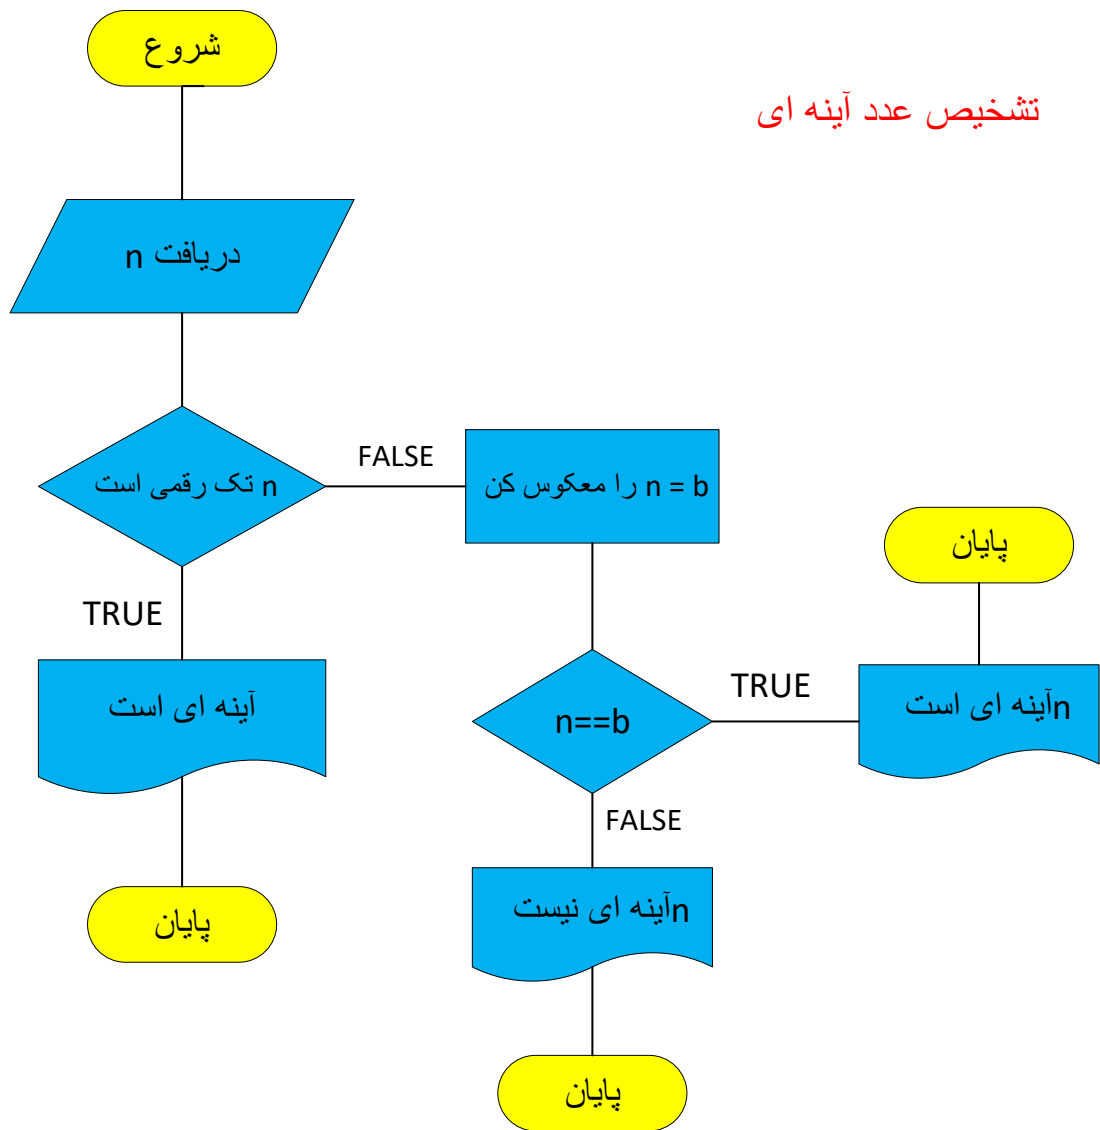 شروع
تشخیص عدد آینه ای
دریافت n
n تک رقمی است
FALSE
n = b را معکوس کن
TRUE
آینه ای است
پایان
n==b
TRUE
nآینه ای است
پایان
FALSE
nآینه ای نیست
پایان